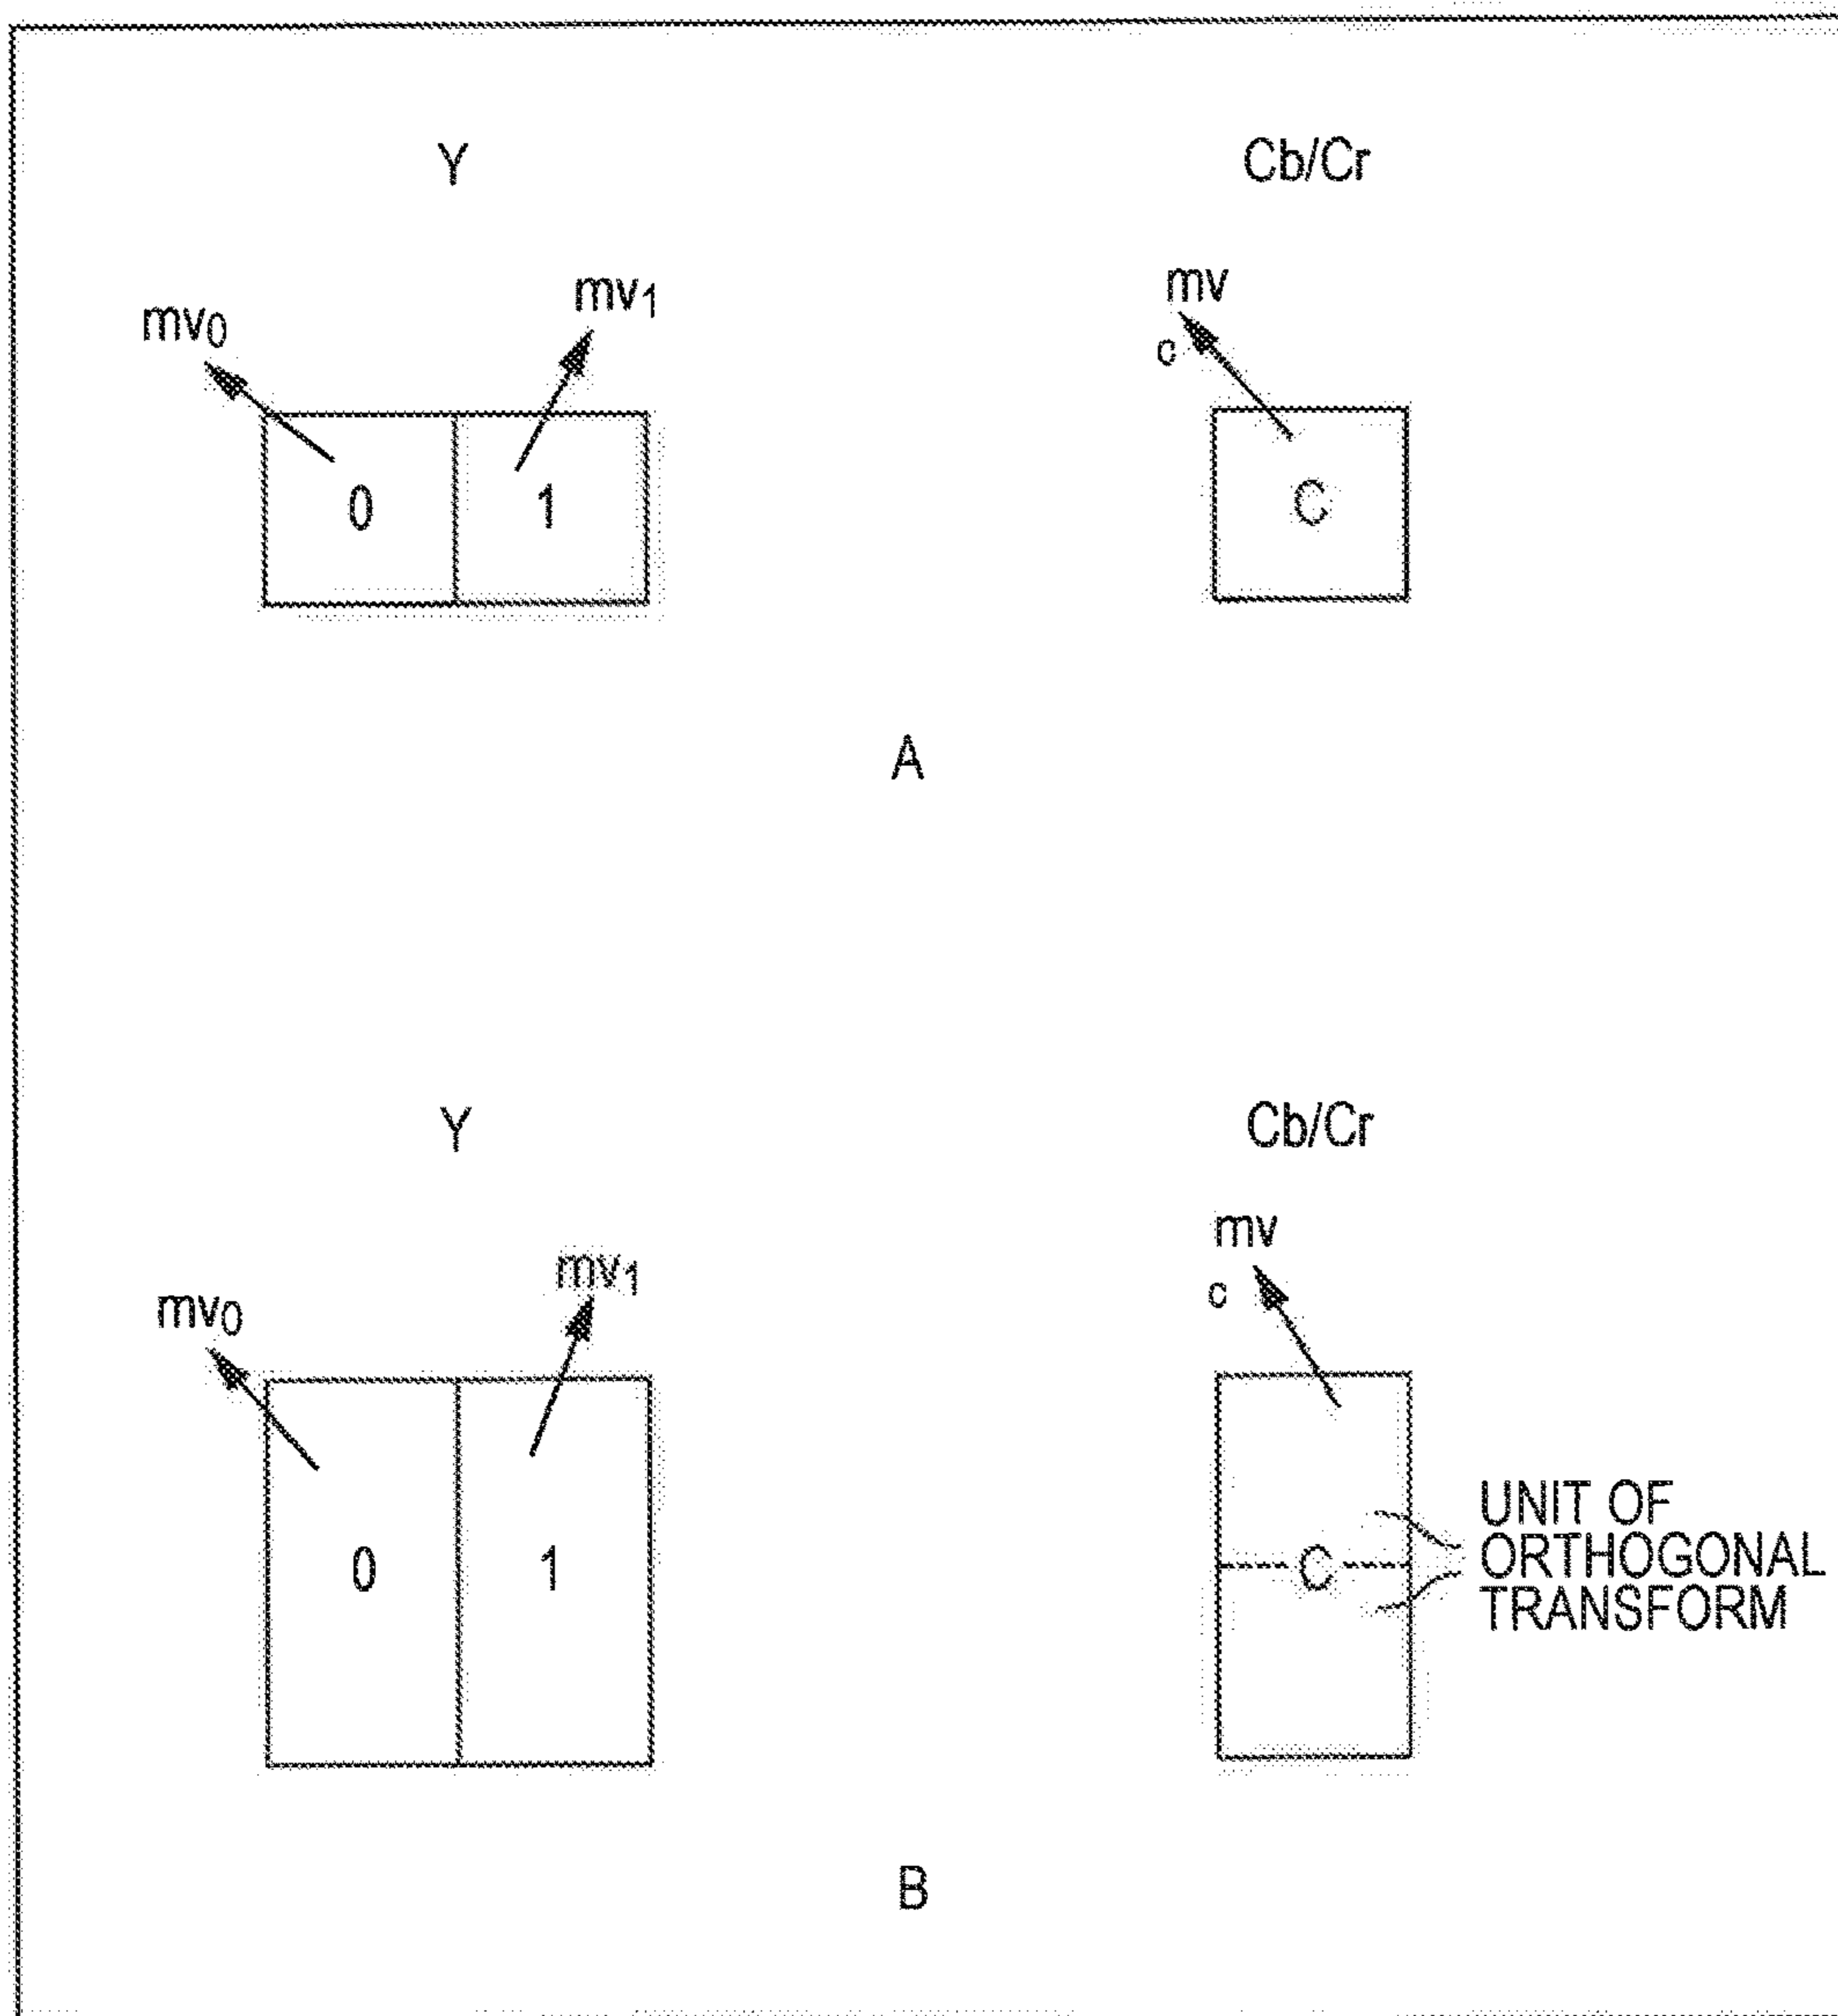 Y
Cb/Cr
mv0
mv1
mv
c
0
1
C
A
Y
Cb/Cr
mv0
mv1
mv
c
0
1
C
UNIT OF
ORTHOGONAL
TRANSFORM
B